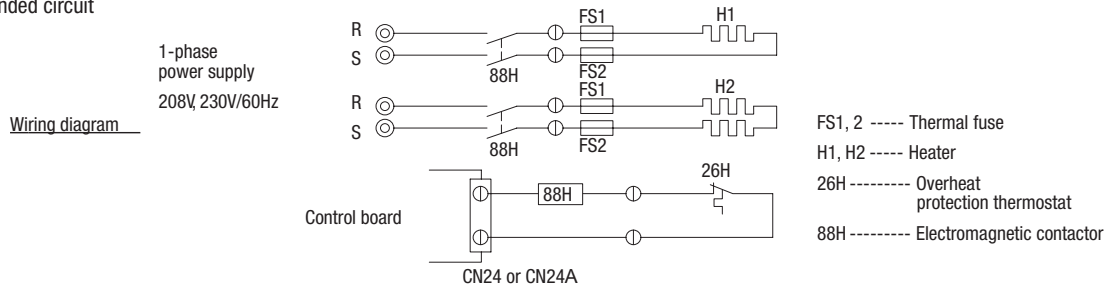 nded circuit
1-phase
power supply
208V, 230V/60Hz
Wiring diagram
R
S
88H
FS1
FS2
H1
R
S
88H
FS1
FS2
H2
Control board
88H
26H
CN24 or CN24A
FS1, 2 ----- Thermal fuse
H1, H2 ----- Heater
26H --------- Overheat
protection thermostat
88H --------- Electromagnetic contactor